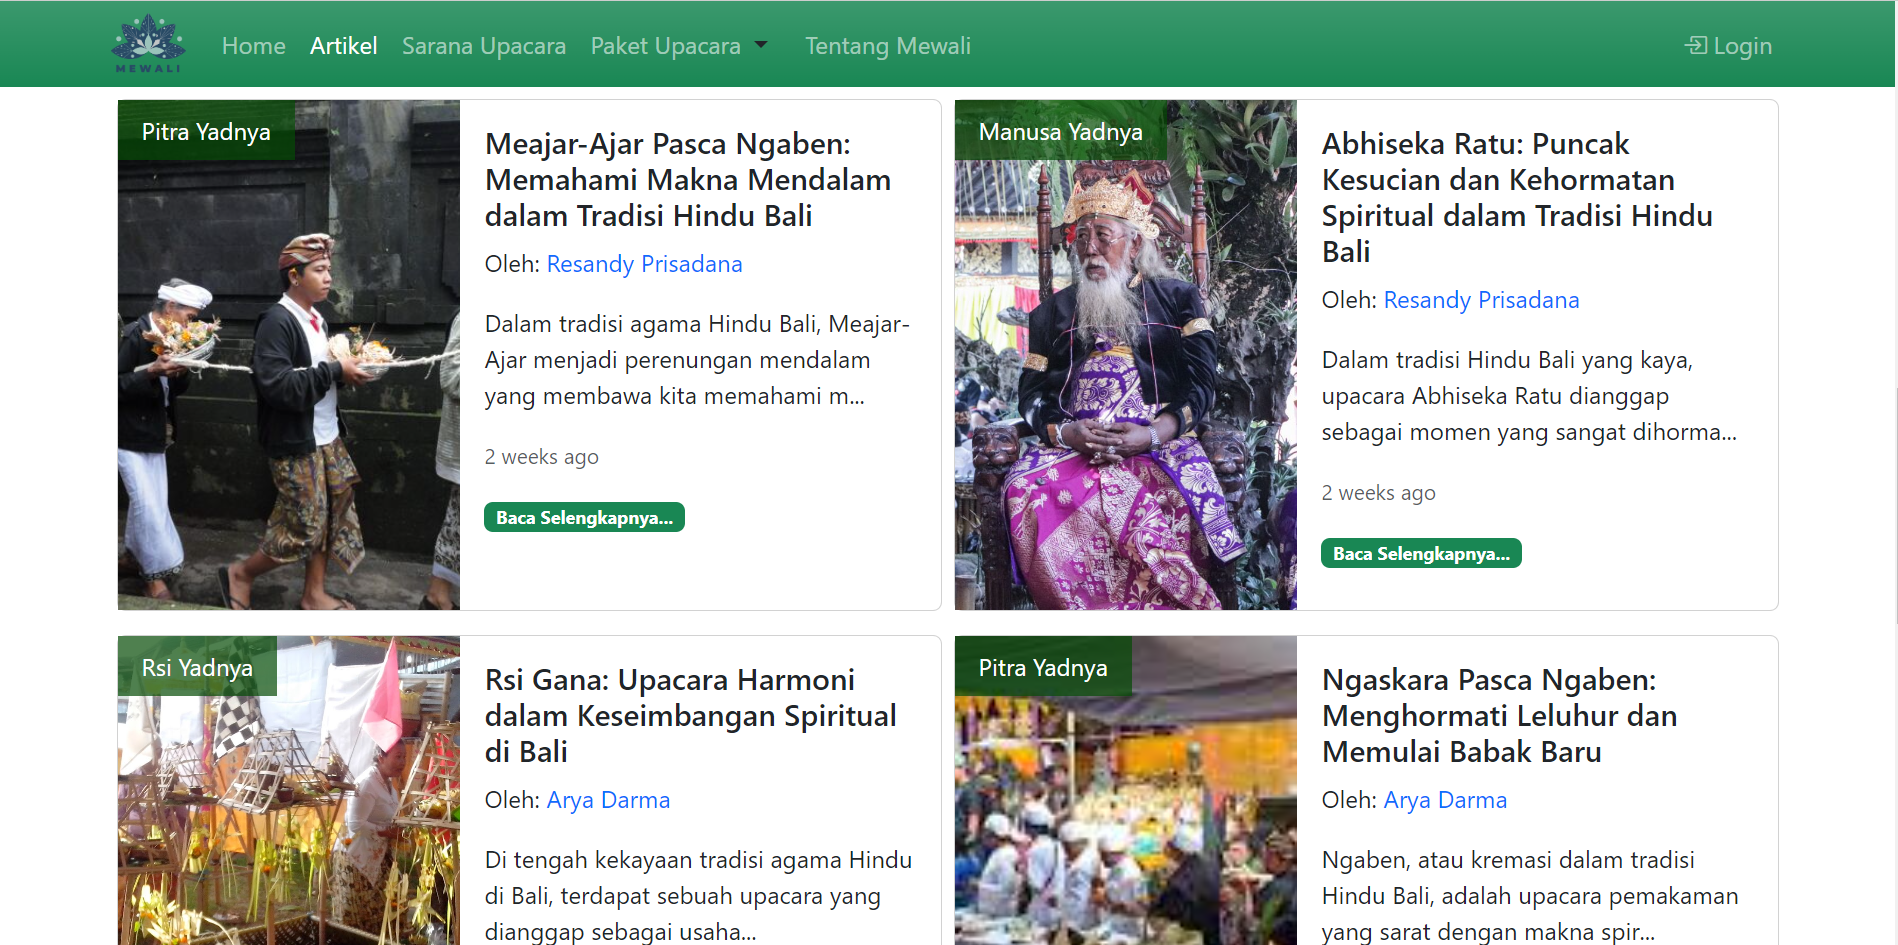 MEWALI
Home
Artikel
Sarana Upacara
Paket Upacara
Tentang Mewali
Login
Pitra Yadnya
Meajar-Ajar Pasca Ngaben:
Memahami Makna Mendalam
dalam Tradisi Hindu Bali
Oleh: Resandy Prisadana
Dalam tradisi agama Hindu Bali, Meajar-
Ajar menjadi perenungan mendalam
yang membawa kita memahami m...
2 weeks ago
Baca Selengkapnya...
Manusa Yadnya
Abhiseka Ratu: Puncak
Kesucian dan Kehormatan
Spiritual dalam Tradisi Hindu
Bali
Oleh: Resandy Prisadana
Dalam tradisi Hindu Bali yang kaya,
upacara Abhiseka Ratu dianggap
sebagai momen yang sangat dihorma...
2 weeks ago
Baca Selengkapnya...
Rsi Yadnya
Rsi Gana: Upacara Harmoni
dalam Keseimbangan Spiritual
di Bali
Oleh: Arya Darma
Di tengah kekayaan tradisi agama Hindu
di Bali, terdapat sebuah upacara yang
dianggap sebagai usaha...
Pitra Yadnya
Ngaskara Pasca Ngaben:
Menghormati Leluhur dan
Memulai Babak Baru
Oleh: Arya Darma
Ngaben, atau kremasi dalam tradisi
Hindu Bali, adalah upacara pemakaman
yang sarat dengan makna spir...